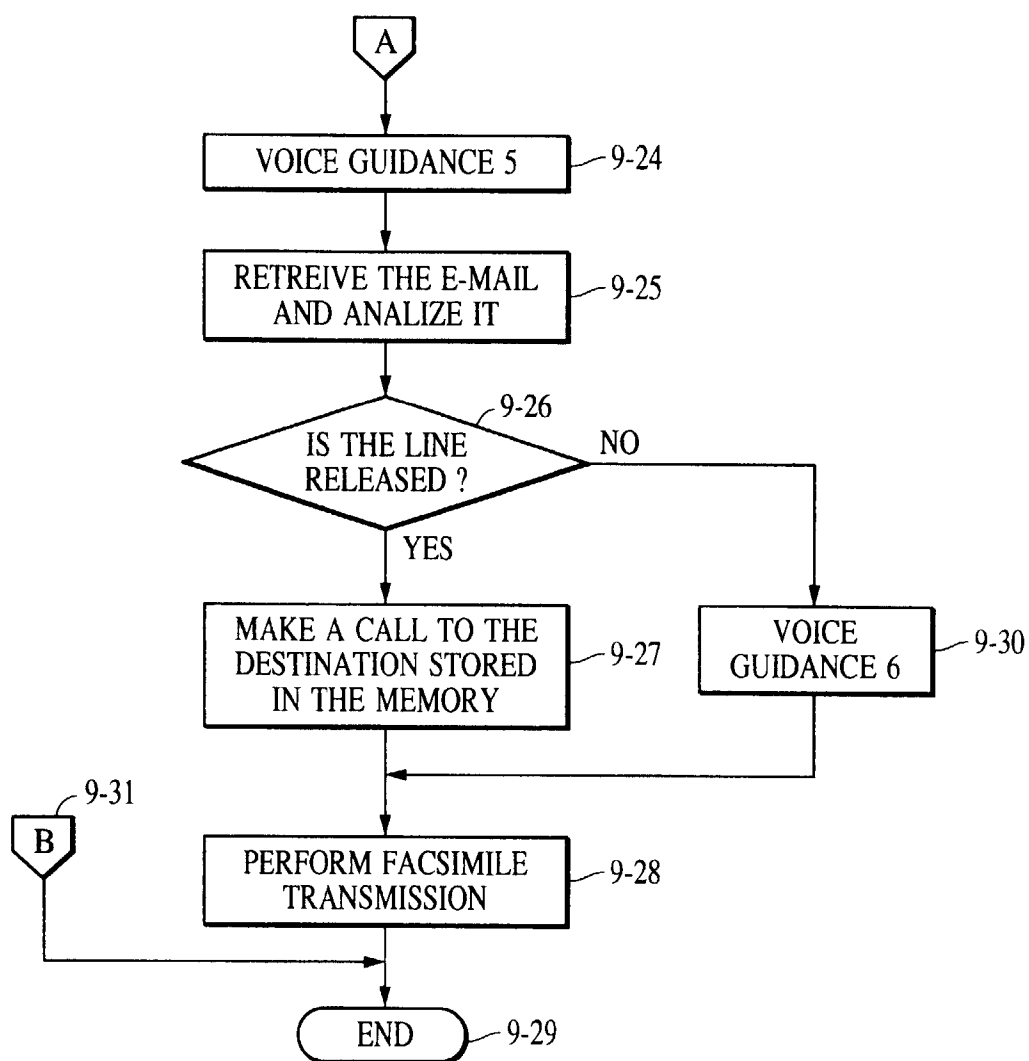 A
VOICE GUIDANCE 5
9-24
RETREIVE THE E-MAIL
AND ANALIZE IT
9-25
9-26
IS THE LINE
RELEASED ?
NO
YES
MAKE A CALL TO THE
DESTINATION STORED
IN THE MEMORY
9-27
VOICE
GUIDANCE 6
9-30
9-31
B
PERFORM FACSIMILE
TRANSMISSION
9-28
END
9-29